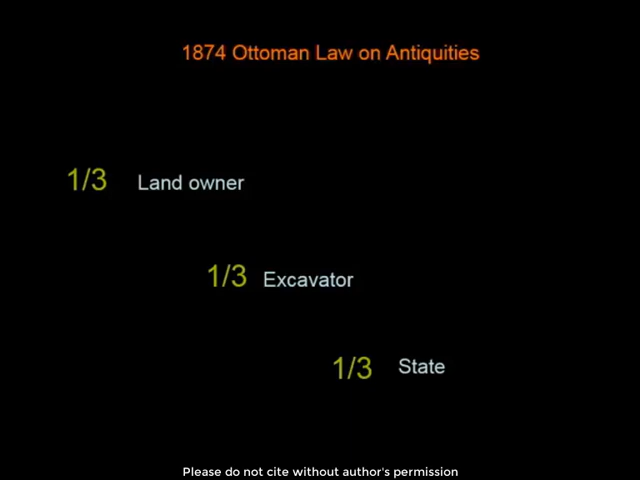 1874 Ottoman Law on Antiquities
1/3 Land owner
1/3 Excavator
1/3 State
Please do not cite without author's permission